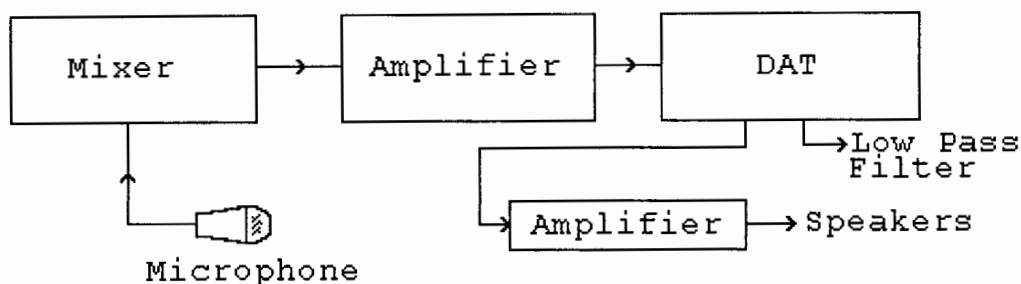 Mixer
Amplifier
DAT
Low Pass
Filter
Amplifier
Speakers
Microphone